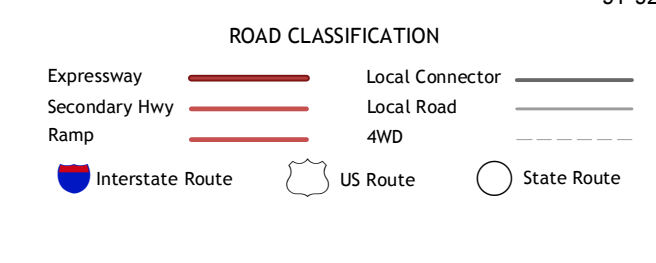 ROAD CLASSIFICATION
Expressway
Local Connector
Secondary Hwy
Local Road
Ramp
4WD
Interstate Route
US Route
State Route